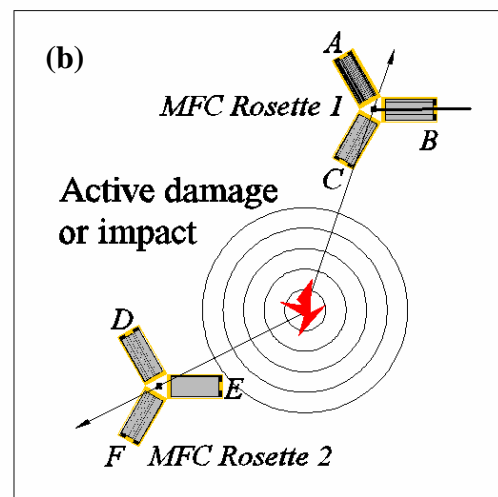 (b)
A
MFC Rosette 1
B
C
Active damage
or impact
D
E
F
MFC Rosette 2